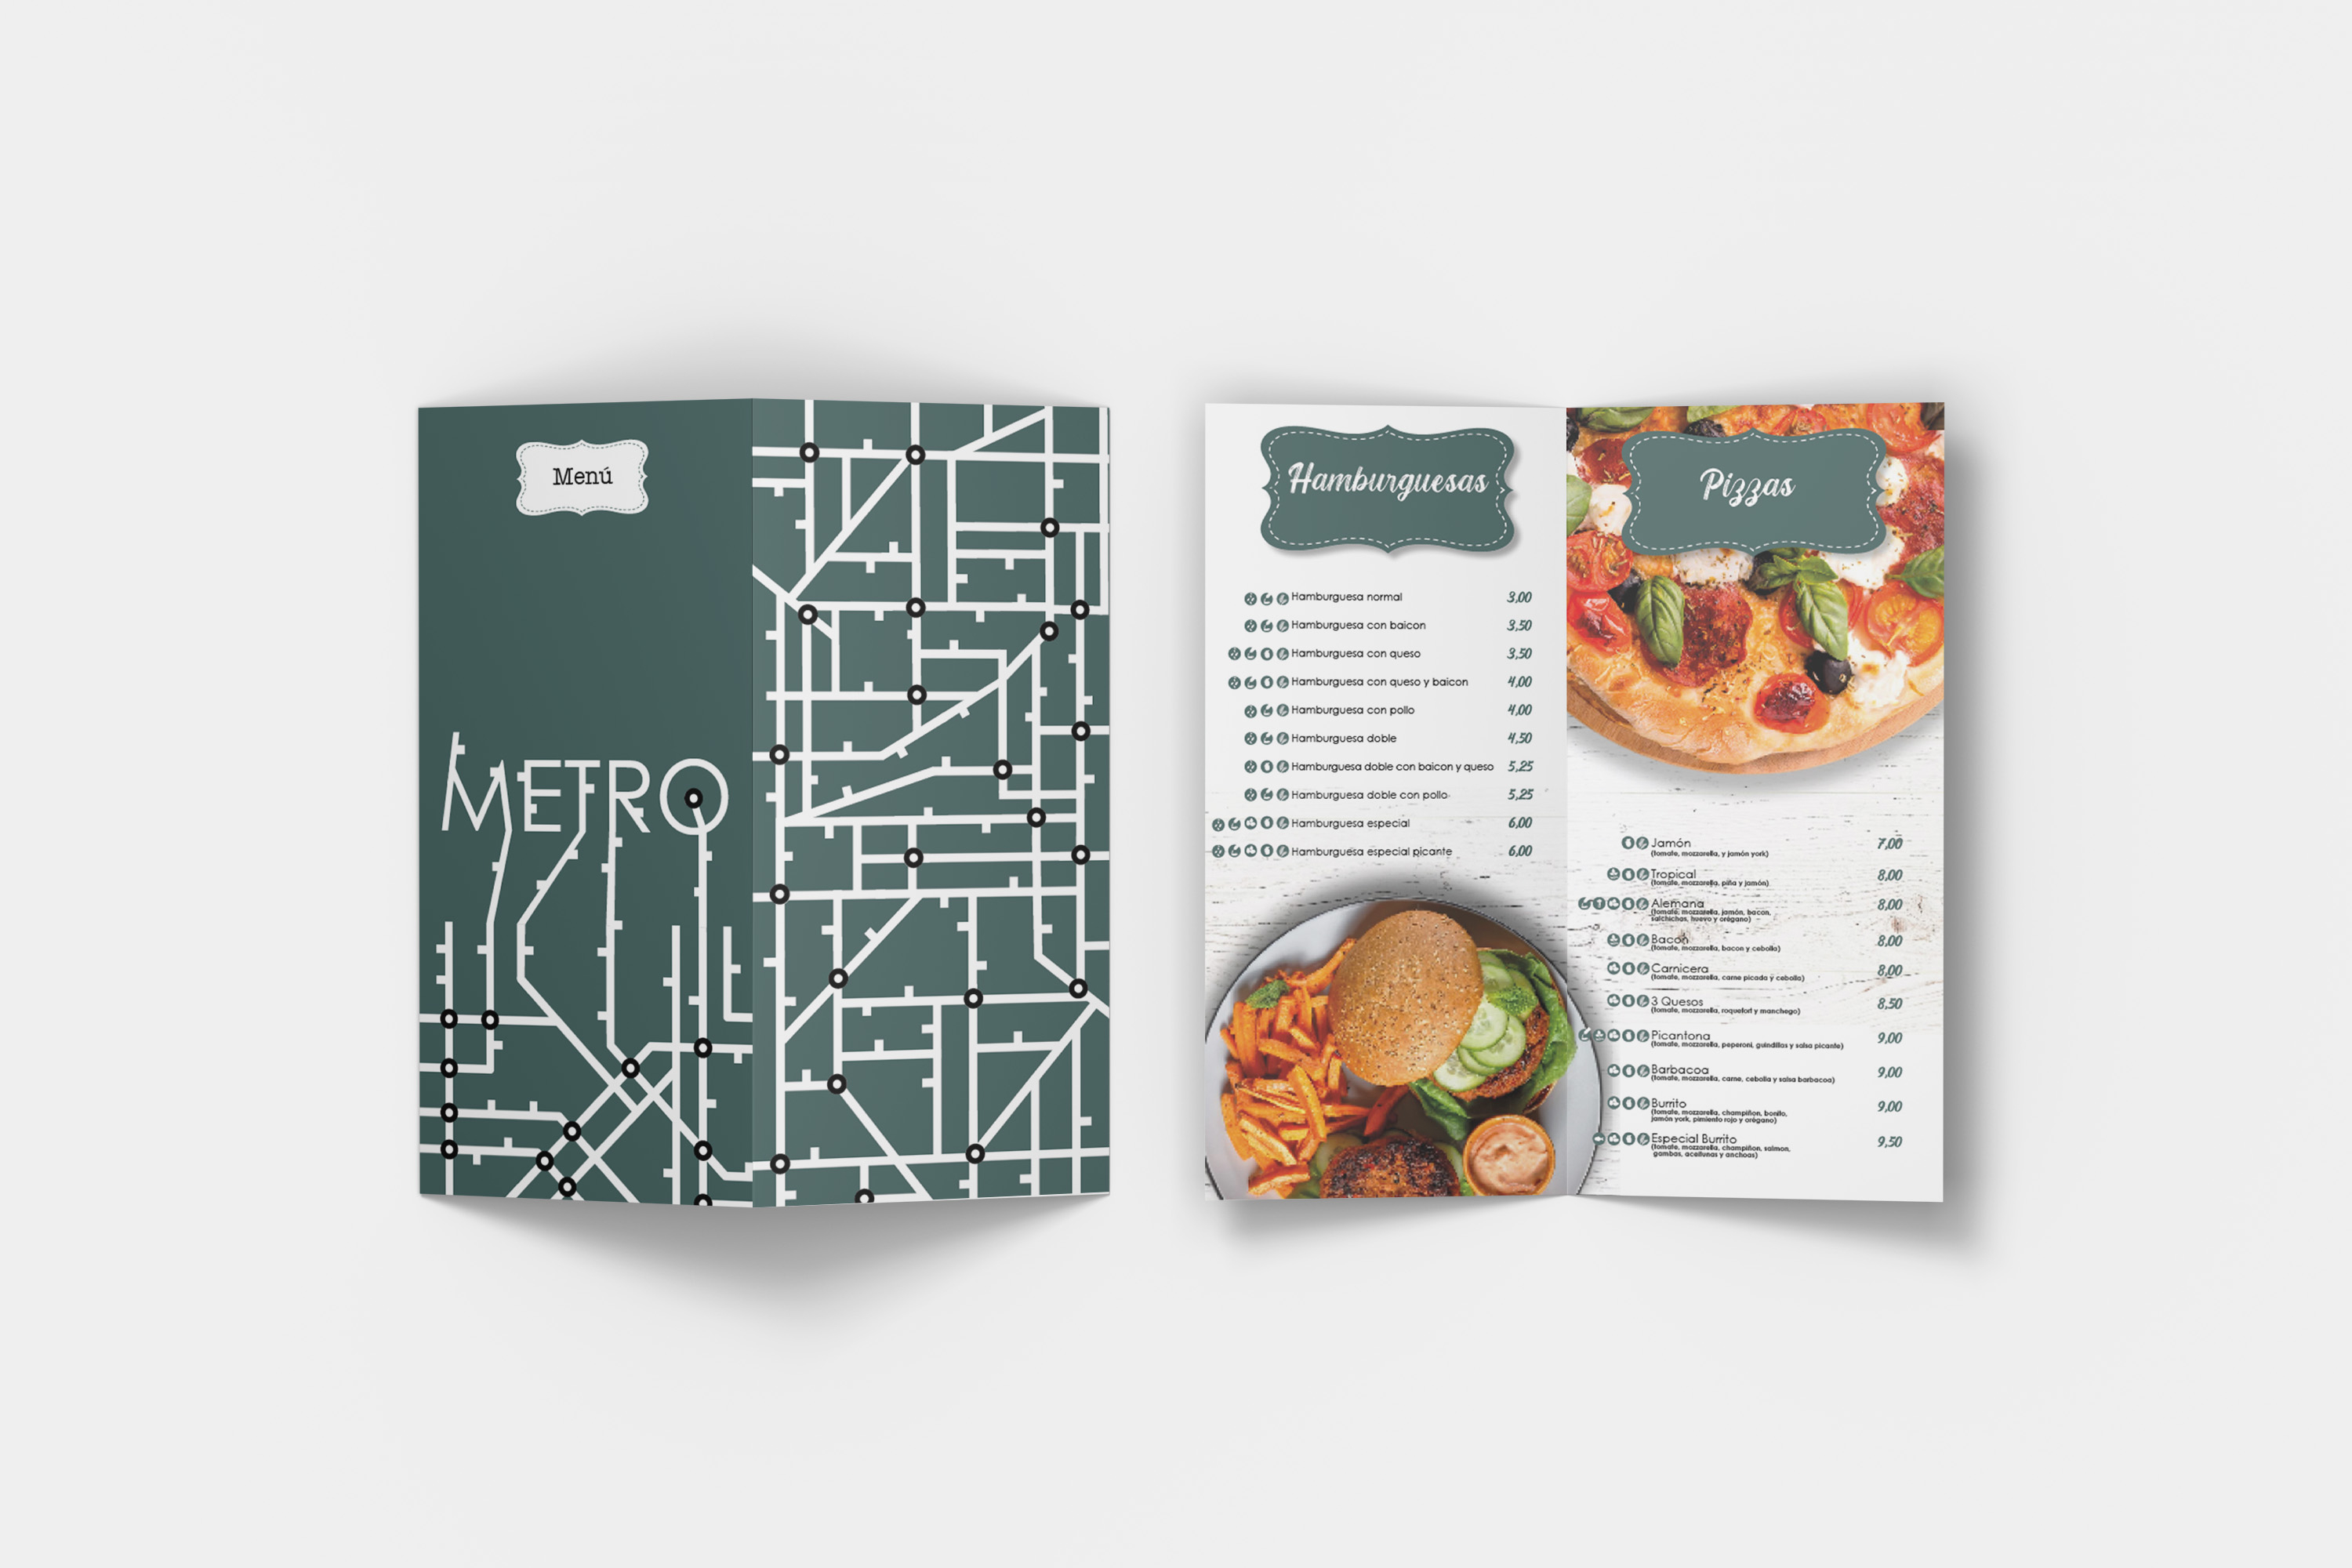 Menú
METRO
Hamburguesas
Hamburguesa normal 3,00
Hamburguesa con baicon 3,50
Hamburguesa con queso 3,50
Hamburguesa con queso y baicon 4,00
Hamburguesa con pollo 4,00
Hamburguesa doble 4,50
Hamburguesa doble con baicon y queso 5,25
Hamburguesa doble con pollo 5,25
Hamburguesa especial 6,00
Hamburguesa especial picante 6,00
Pizzas
Jamón 7,00
(tomate, mozzarella, y jamón york)
Tropical 8,00
(tomate, mozzarella, piña y jamón)
Alemana 8,00
(tomate, mozzarella, jamón, bacon,
salchichas, huevo y orégano)
Bacon 8,00
(tomate, mozzarella, bacon y cebolla)
Carnicera 8,00
(tomate, mozzarella, carne picada y cebolla)
3 Quesos 8,50
(tomate, mozzarella, roquefort y manchego)
Picantona 9,00
(tomate, mozzarella, peperoni, guindillas y salsa picante)
Barbacoa 9,00
(tomate, mozzarella, carne, cebolla y salsa barbacoa)
Burrito 9,00
(tomate, mozzarella, champiñon, bonito,
jamón york, pimiento rojo y orégano)
Especial Burrito 9,50
(tomate, mozzarella, champiñon, salmon,
gambas, aceitunas y anchoas)